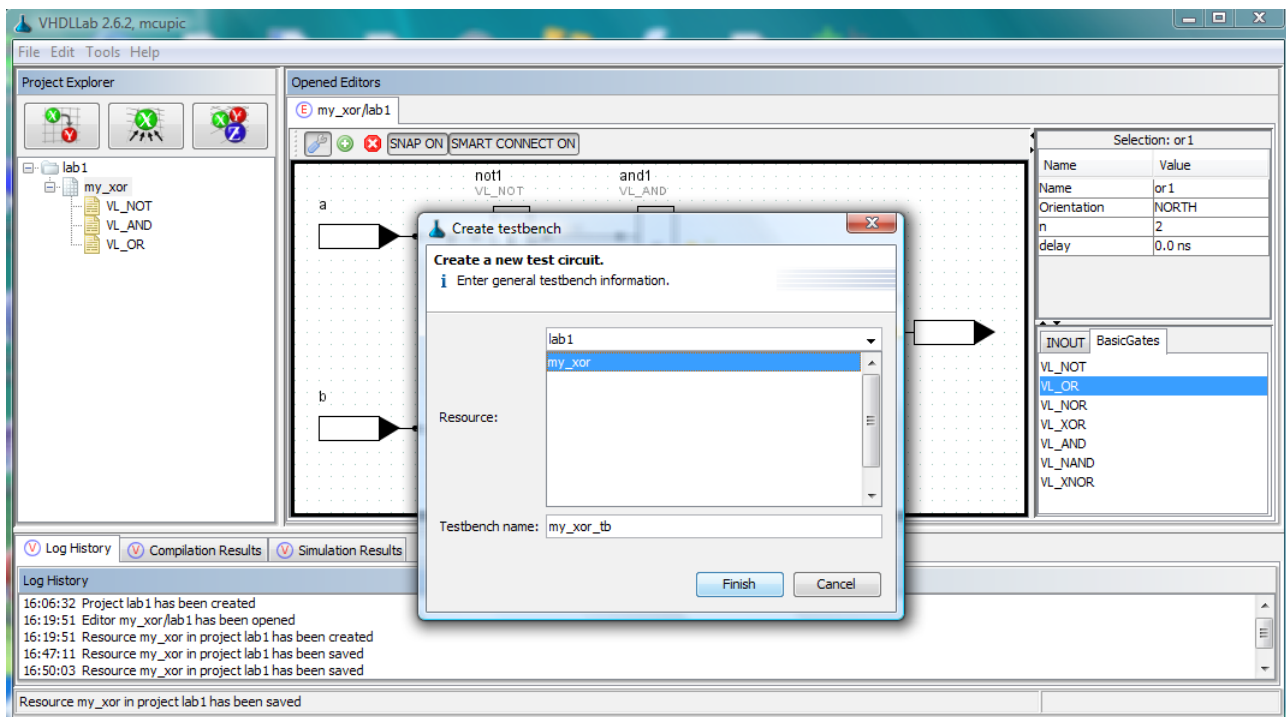 VHDLLab 2.6.2, mcupic
File Edit Tools Help
Project Explorer
lab1
my_xor
VL_NOT
VL_AND
VL_OR
Opened Editors
E my_xor/lab1
SNAP ON SMART CONNECT ON
not1 and1
VL_NOT VL_AND
a
b
Create testbench
Create a new test circuit.
i Enter general testbench information.
lab1
my_xor
Resource:
Testbench name: my_xor_tb
Finish Cancel
Selection: or1
Name Value
Name or1
Orientation NORTH
n 2
delay 0.0 ns
INOUT BasicGates
VL_NOT
VL_OR
VL_NOR
VL_XOR
VL_AND
VL_NAND
VL_XNOR
V Log History V Compilation Results V Simulation Results
Log History
16:06:32 Project lab1 has been created
16:19:51 Editor my_xor/lab1 has been opened
16:19:51 Resource my_xor in project lab1 has been created
16:47:11 Resource my_xor in project lab1 has been saved
16:50:03 Resource my_xor in project lab1 has been saved
Resource my_xor in project lab1 has been saved